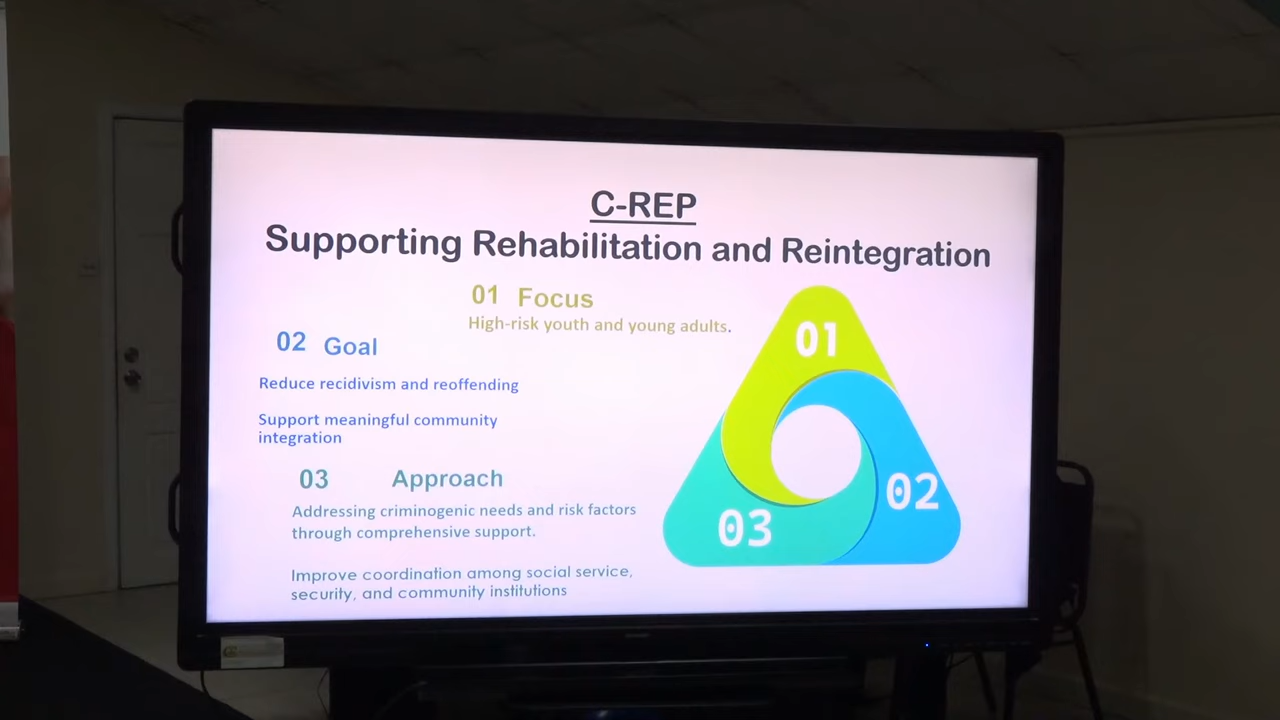 C-REP
Supporting Rehabilitation and Reintegration
01 Focus
High-risk youth and young adults.
02 Goal
Reduce recidivism and reoffending
Support meaningful community
integration
03 Approach
Addressing criminogenic needs and risk factors
through comprehensive support.
Improve coordination among social service,
security, and community institutions
01
02
03